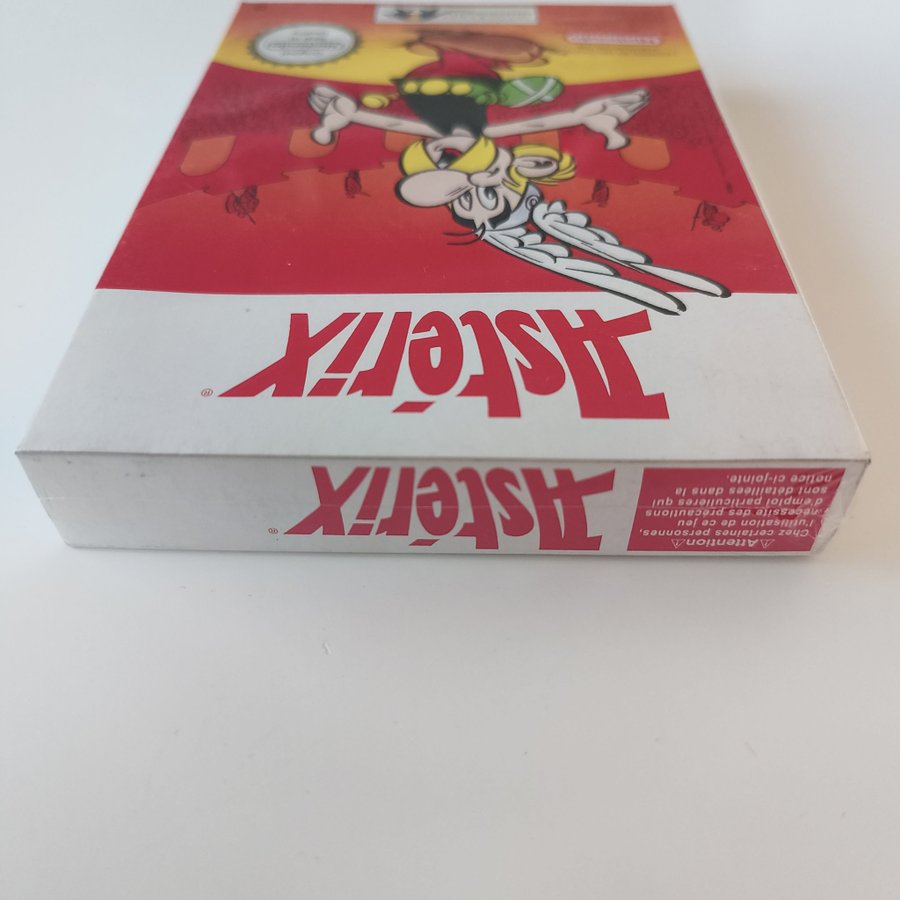 Astérix®
Astérix®
⚠Attention⚠
Chez certaines personnes,
l'utilisation de ce jeu
nécessite des précautions
d'emploi particulières qui
sont détaillées dans la
notice ci-jointe.